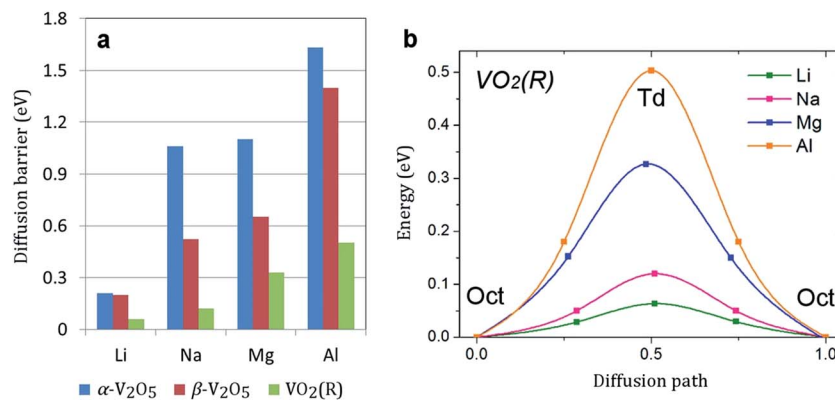 a
Diffusion barrier (eV)
1.8
1.5
1.2
0.9
0.6
0.3
0
Li Na Mg Al
α-V₂O₅ β-V₂O₅ VO₂(R)
b
VO₂(R)
Td
Li
Na
Mg
Al
Energy (eV)
0.5
0.4
0.3
0.2
0.1
0.0
Oct
Oct
0.0 0.5 1.0
Diffusion path